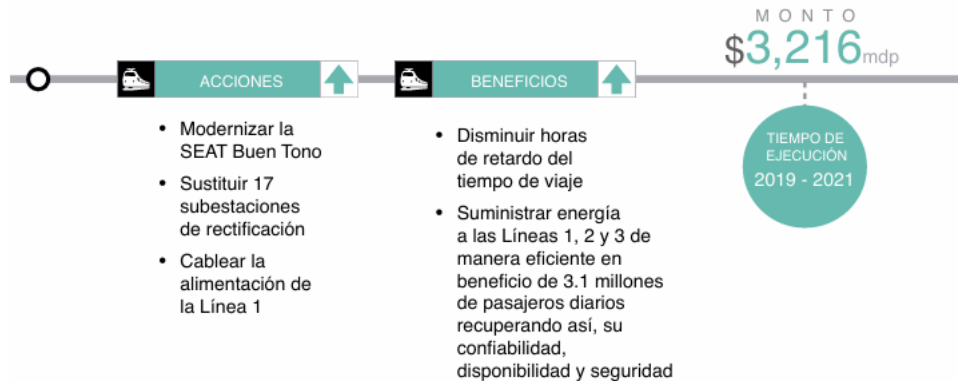 MONTO
$3,216mdp
ACCIONES
BENEFICIOS
• Modernizar la
SEAT Buen Tono
• Sustituir 17
subestaciones
de rectificación
• Cablear la
alimentación de
la Línea 1
• Disminuir horas
de retardo del
tiempo de viaje
• Suministrar energía
a las Líneas 1, 2 y 3 de
manera eficiente en
beneficio de 3.1 millones
de pasajeros diarios
recuperando así, su
confiabilidad,
disponibilidad y seguridad
TIEMPO DE
EJECUCIÓN
2019 - 2021